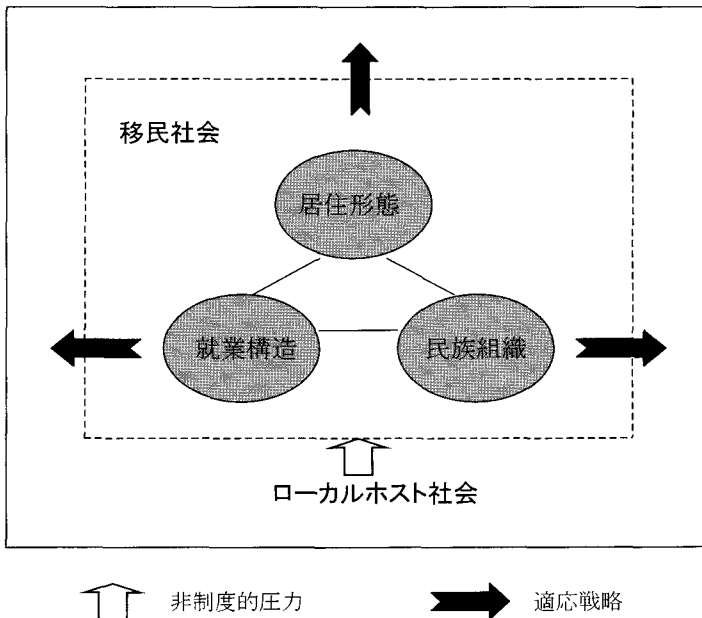 移民社会
居住形態
就業構造
民族組織
ローカルホスト社会
非制度的圧力
適応戦略